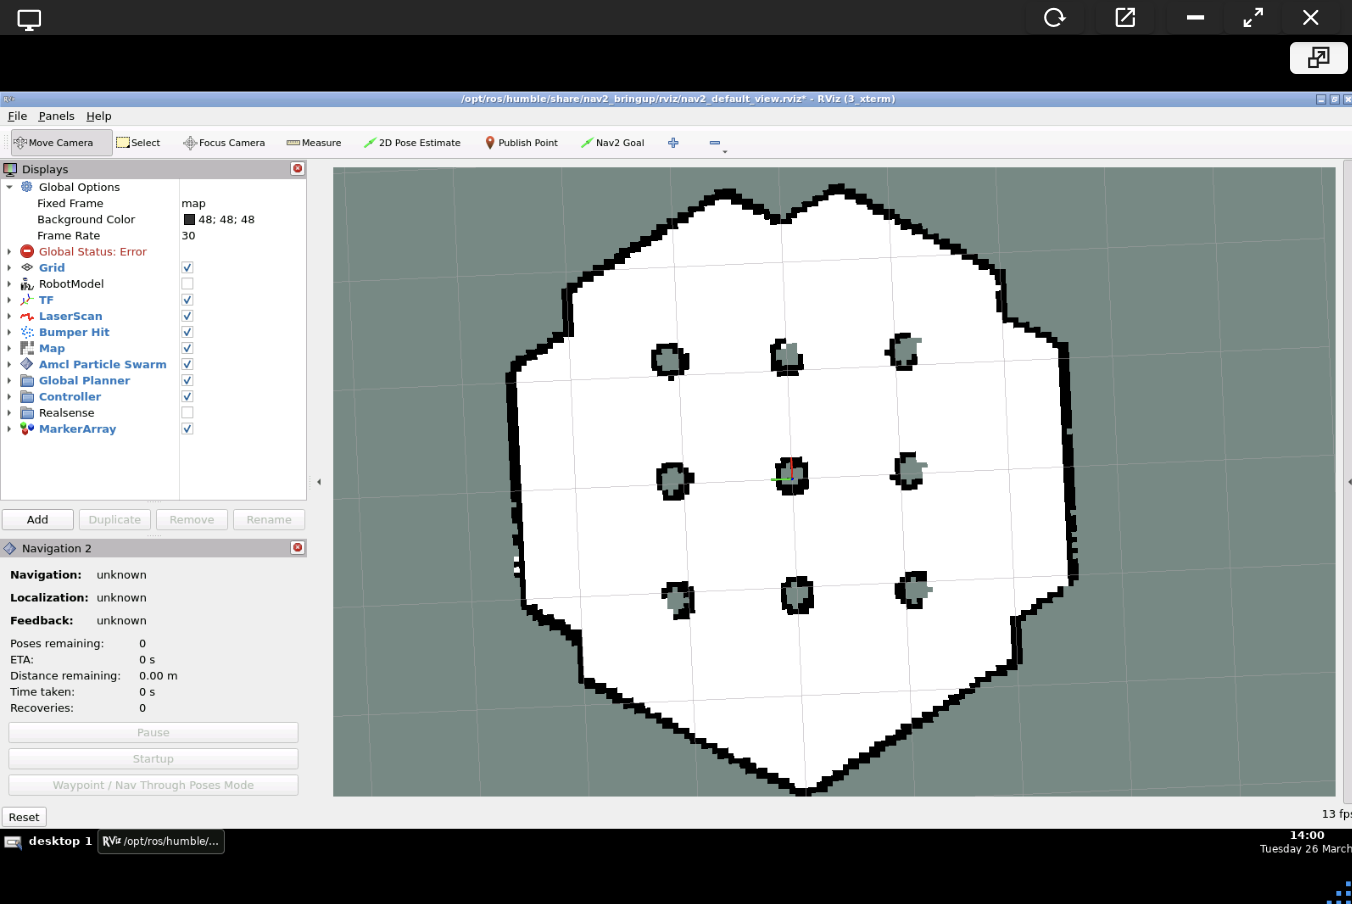 /opt/ros/humble/share/nav2_bringup/rviz/nav2_default_view.rviz* - RViz (3_xterm)
File Panels Help
Move Camera Select Focus Camera Measure 2D Pose Estimate Publish Point Nav2 Goal
Displays
Global Options
Fixed Frame map
Background Color 48; 48; 48
Frame Rate 30
Global Status: Error
Grid
RobotModel
TF
LaserScan
Bumper Hit
Map
Amcl Particle Swarm
Global Planner
Controller
Realsense
MarkerArray
Add Duplicate Remove Rename
Navigation 2
Navigation: unknown
Localization: unknown
Feedback: unknown
Poses remaining: 0
ETA: 0 s
Distance remaining: 0.00 m
Time taken: 0 s
Recoveries: 0
Pause
Startup
Waypoint / Nav Through Poses Mode
Reset
13 fps
desktop 1 RViz /opt/ros/humble/...
14:00
Tuesday 26 March